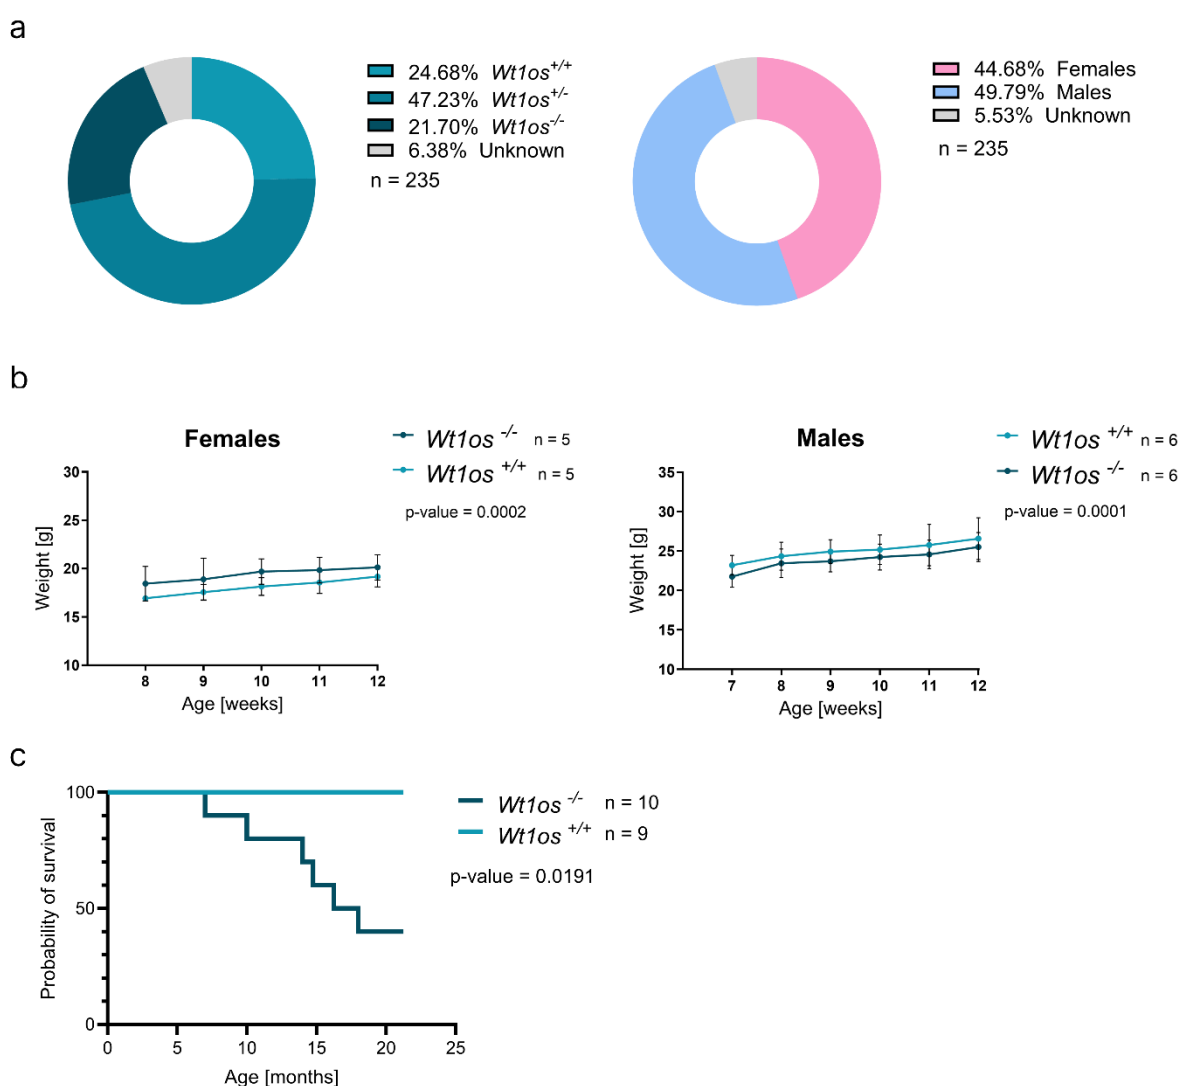 a
24.68% Wt1os+/+
47.23% Wt1os+/-
21.70% Wt1os-/-
6.38% Unknown
n = 235
44.68% Females
49.79% Males
5.53% Unknown
n = 235
b
Females
Wt1os -/- n = 5
Wt1os +/+ n = 5
p-value = 0.0002
30
25
20
15
10
Weight [g]
8 9 10 11 12
Age [weeks]
Males
Wt1os +/+ n = 6
Wt1os -/- n = 6
p-value = 0.0001
35
30
25
20
15
10
Weight [g]
7 8 9 10 11 12
Age [weeks]
c
Wt1os -/- n = 10
Wt1os +/+ n = 9
p-value = 0.0191
100
50
0
Probability of survival
0 5 10 15 20 25
Age [months]